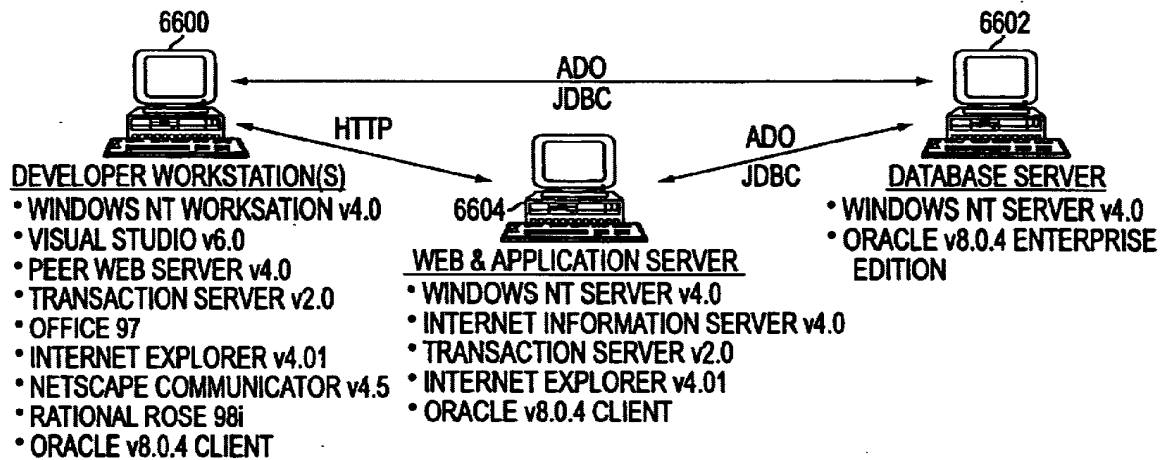 6600
6602
ADO
JDBC
HTTP
ADO
JDBC
6604
DEVELOPER WORKSTATION(S)
• WINDOWS NT WORKSATION v4.0
• VISUAL STUDIO v6.0
• PEER WEB SERVER v4.0
• TRANSACTION SERVER v2.0
• OFFICE 97
• INTERNET EXPLORER v4.01
• NETSCAPE COMMUNICATOR v4.5
• RATIONAL ROSE 98i
• ORACLE v8.0.4 CLIENT
WEB & APPLICATION SERVER
• WINDOWS NT SERVER v4.0
• INTERNET INFORMATION SERVER v4.0
• TRANSACTION SERVER v2.0
• INTERNET EXPLORER v4.01
• ORACLE v8.0.4 CLIENT
DATABASE SERVER
• WINDOWS NT SERVER v4.0
• ORACLE v8.0.4 ENTERPRISE
EDITION